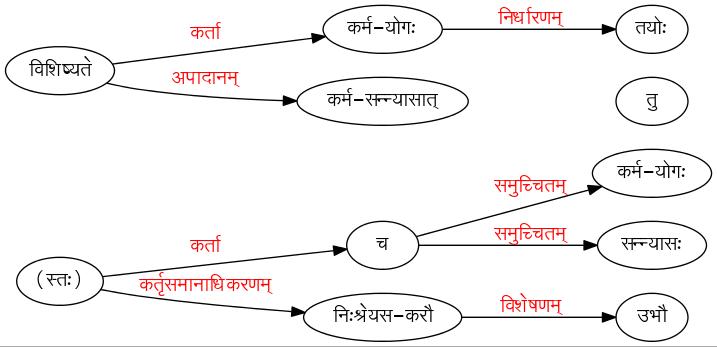 कर्ता
कर्म-योगः
निर्धारणम्
तयोः
विशिष्यते
अपादानम्
कर्म-सन्न्यासात्
तु
समुच्चितम्
कर्म-योगः
कर्ता
च
समुच्चितम्
सन्न्यासः
(स्तः)
कर्तृसमानाधिकरणम्
निःश्रेयस-करौ
विशेषणम्
उभौ